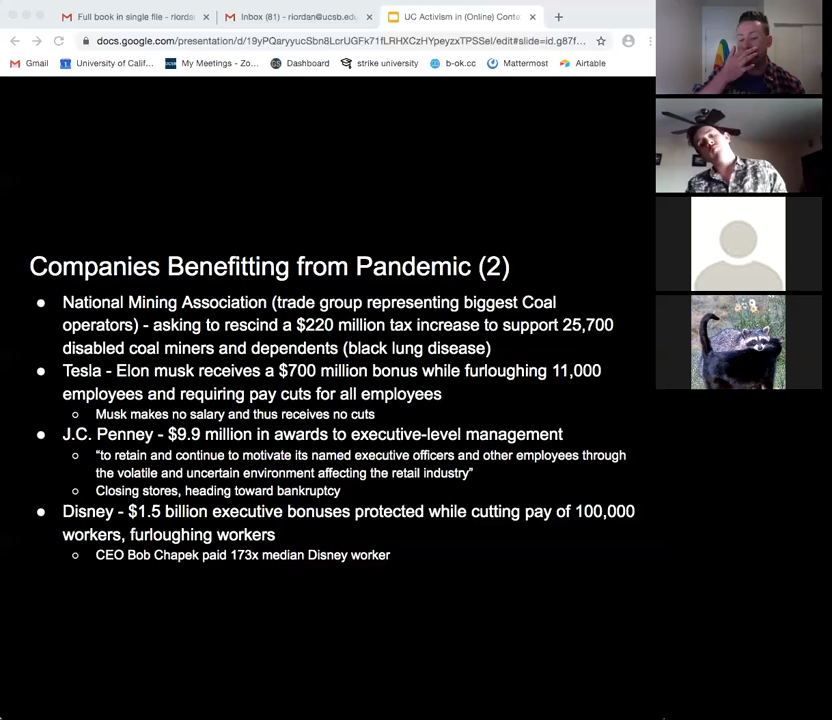 Full book in single file - riordan
Inbox (81) - riordan@ucsb.edu
UC Activism in (Online) Conte
docs.google.com/presentation/d/19yPQaryyucSbn8LcrUGFk71fLRHXCzHYpeyzxTPSSeI/edit#slide=id.g87f...
Gmail
University of Calif...
My Meetings - Zo...
Dashboard
strike university
b-ok.cc
Mattermost
Airtable
Companies Benefitting from Pandemic (2)
● National Mining Association (trade group representing biggest Coal
operators) - asking to rescind a $220 million tax increase to support 25,700
disabled coal miners and dependents (black lung disease)
● Tesla - Elon musk receives a $700 million bonus while furloughing 11,000
employees and requiring pay cuts for all employees
○ Musk makes no salary and thus receives no cuts
● J.C. Penney - $9.9 million in awards to executive-level management
○ “to retain and continue to motivate its named executive officers and other employees through
the volatile and uncertain environment affecting the retail industry”
○ Closing stores, heading toward bankruptcy
● Disney - $1.5 billion executive bonuses protected while cutting pay of 100,000
workers, furloughing workers
○ CEO Bob Chapek paid 173x median Disney worker